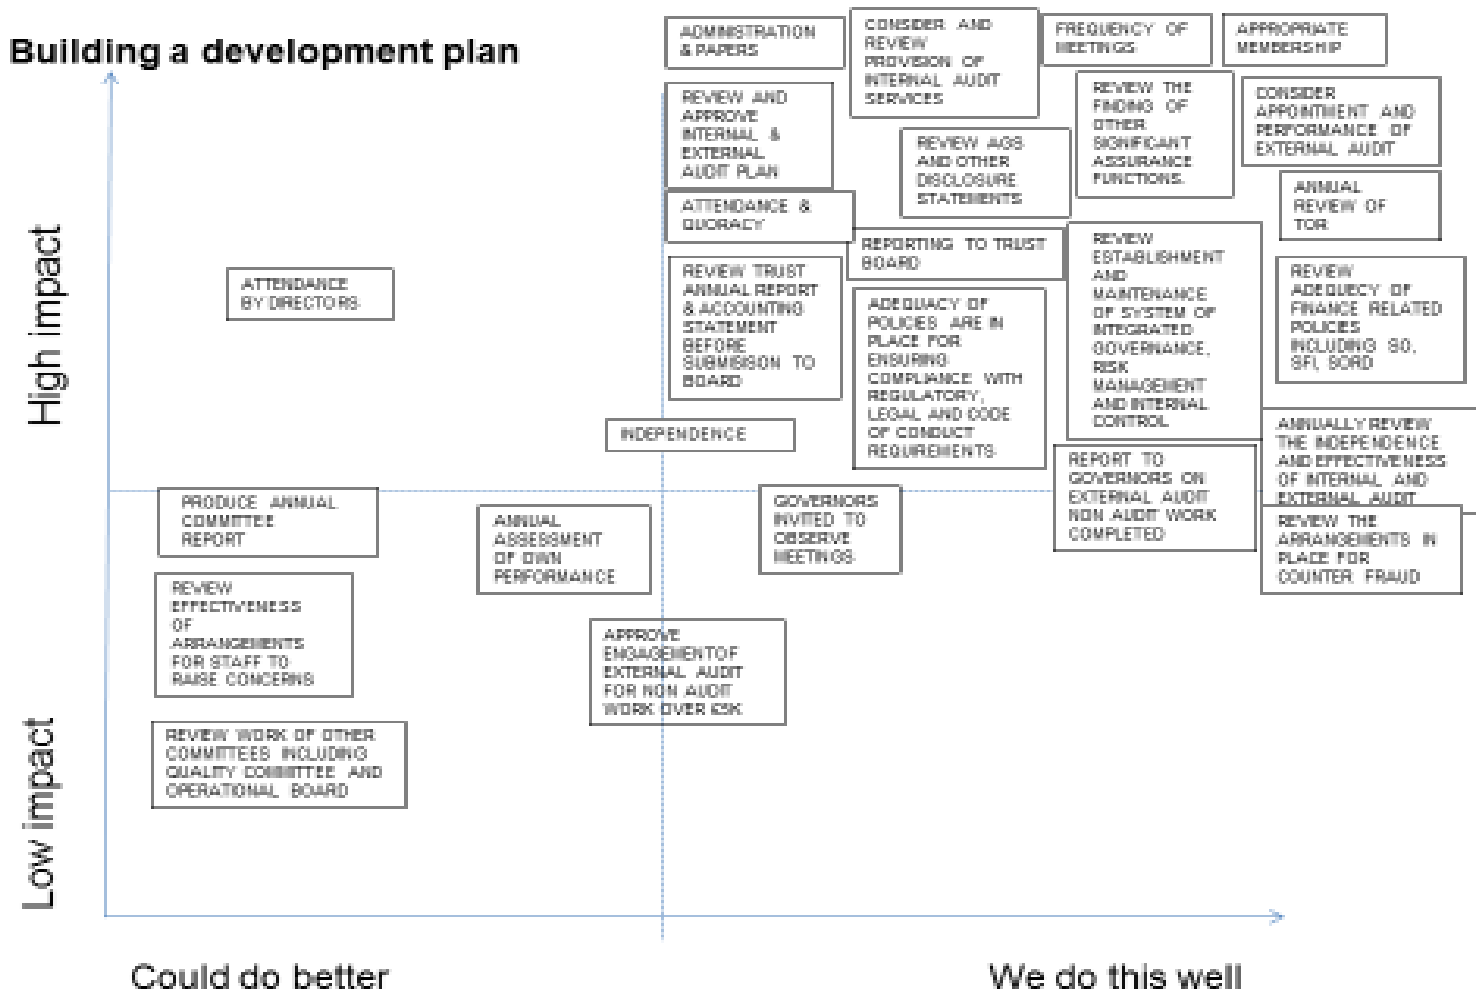 Building a development plan
ADMINISTRATION
& PAPERS
CONSIDER AND
REVIEW
PROVISION OF
INTERNAL AUDIT
SERVICES
FREQUENCY OF
MEETINGS
APPROPRIATE
MEMBERSHIP
REVIEW AND
APPROVE
INTERNAL &
EXTERNAL
AUDIT PLAN
REVIEW AGS
AND OTHER
DISCLOSURE
STATEMENTS
REVIEW THE
FINDING OF
OTHER
SIGNIFICANT
ASSURANCE
FUNCTIONS.
CONSIDER
APPOINTMENT AND
PERFORMANCE OF
EXTERNAL AUDIT
ANNUAL
REVIEW OF
TOR
ATTENDANCE &
QUORACY
REPORTING TO TRUST
BOARD
REVIEW
ESTABLISHMENT
AND
MAINTENANCE
OF SYSTEM OF
INTEGRATED
GOVERNANCE,
RISK
MANAGEMENT
AND INTERNAL
CONTROL
REVIEW
ADEQUECY OF
FINANCE RELATED
POLICIES
INCLUDING SO,
SFI, SORD
High impact
ATTENDANCE
BY DIRECTORS
REVIEW TRUST
ANNUAL REPORT
& ACCOUNTING
STATEMENT
BEFORE
SUBMISISON TO
BOARD
ADEQUACY OF
POLICIES ARE IN
PLACE FOR
ENSURING
COMPLIANCE WITH
REGULATORY,
LEGAL AND CODE
OF CONDUCT
REQUIREMENTS
INDEPENDENCE
ANNUALLY REVIEW
THE INDEPENDENCE
AND EFFECTIVENESS
OF INTERNAL AND
EXTERNAL AUDIT
REPORT TO
GOVERNORS ON
EXTERNAL AUDIT
NON AUDIT WORK
COMPLETED
PRODUCE ANNUAL
COMMITTEE
REPORT
ANNUAL
ASSESSMENT
OF OWN
PERFORMANCE
GOVERNORS
INVITED TO
OBSERVE
MEETINGS
REVIEW THE
ARRANGEMENTS IN
PLACE FOR
COUNTER FRAUD
REVIEW
EFFECTIVENESS
OF
ARRANGEMENTS
FOR STAFF TO
RAISE CONCERNS
APPROVE
ENGAGEMENT OF
EXTERNAL AUDIT
FOR NON AUDIT
WORK OVER £5K
Low impact
REVIEW WORK OF OTHER
COMMITTEES INCLUDING
QUALITY COMMITTEE AND
OPERATIONAL BOARD
Could do better
We do this well